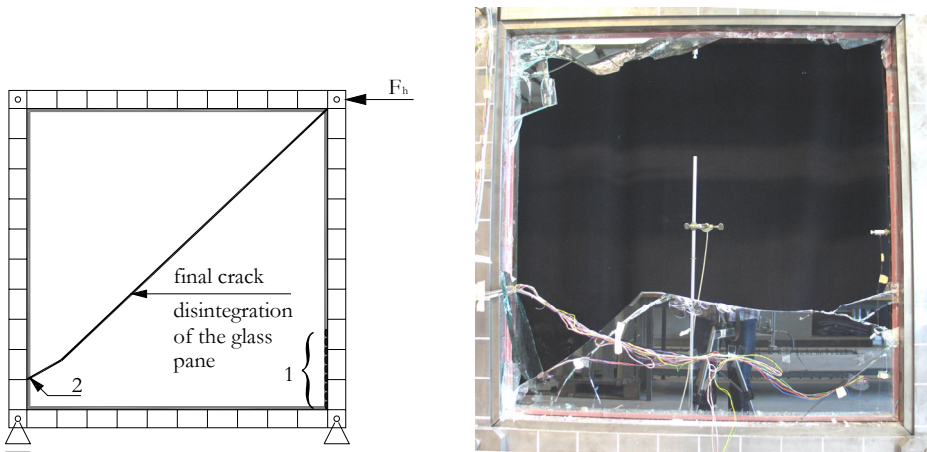 Fh
final crack
disintegration
of the glass
pane
1
2